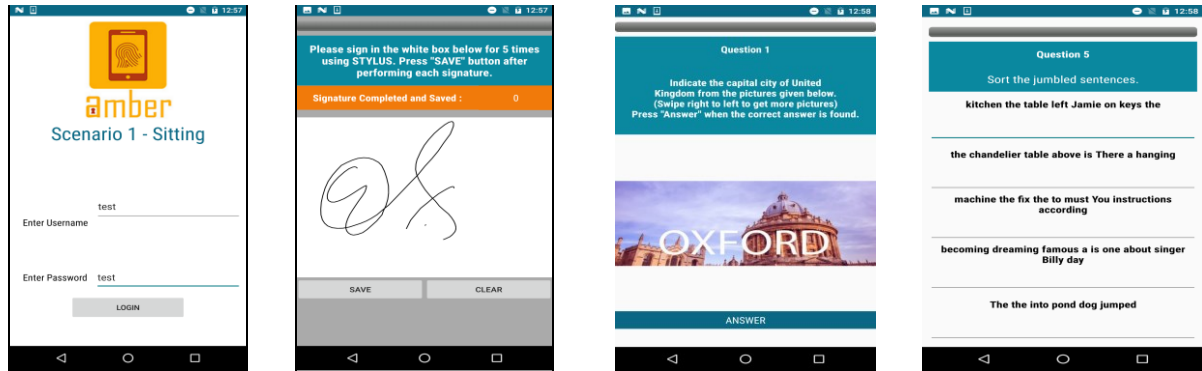 12:57
amber
Scenario 1 - Sitting
test
Enter Username
Enter Password test
LOGIN
12:57
Please sign in the white box below for 5 times
using STYLUS. Press "SAVE" button after
performing each signature.
Signature Completed and Saved : 0
SAVE CLEAR
12:58
Question 1
Indicate the capital city of United
Kingdom from the pictures given below.
(Swipe right to left to get more pictures)
Press "Answer" when the correct answer is found.
OXFORD
ANSWER
12:58
Question 5
Sort the jumbled sentences.
kitchen the table left Jamie on keys the
the chandelier table above is There a hanging
machine the fix the to must You instructions
according
becoming dreaming famous a is one about singer
Billy day
The the into pond dog jumped